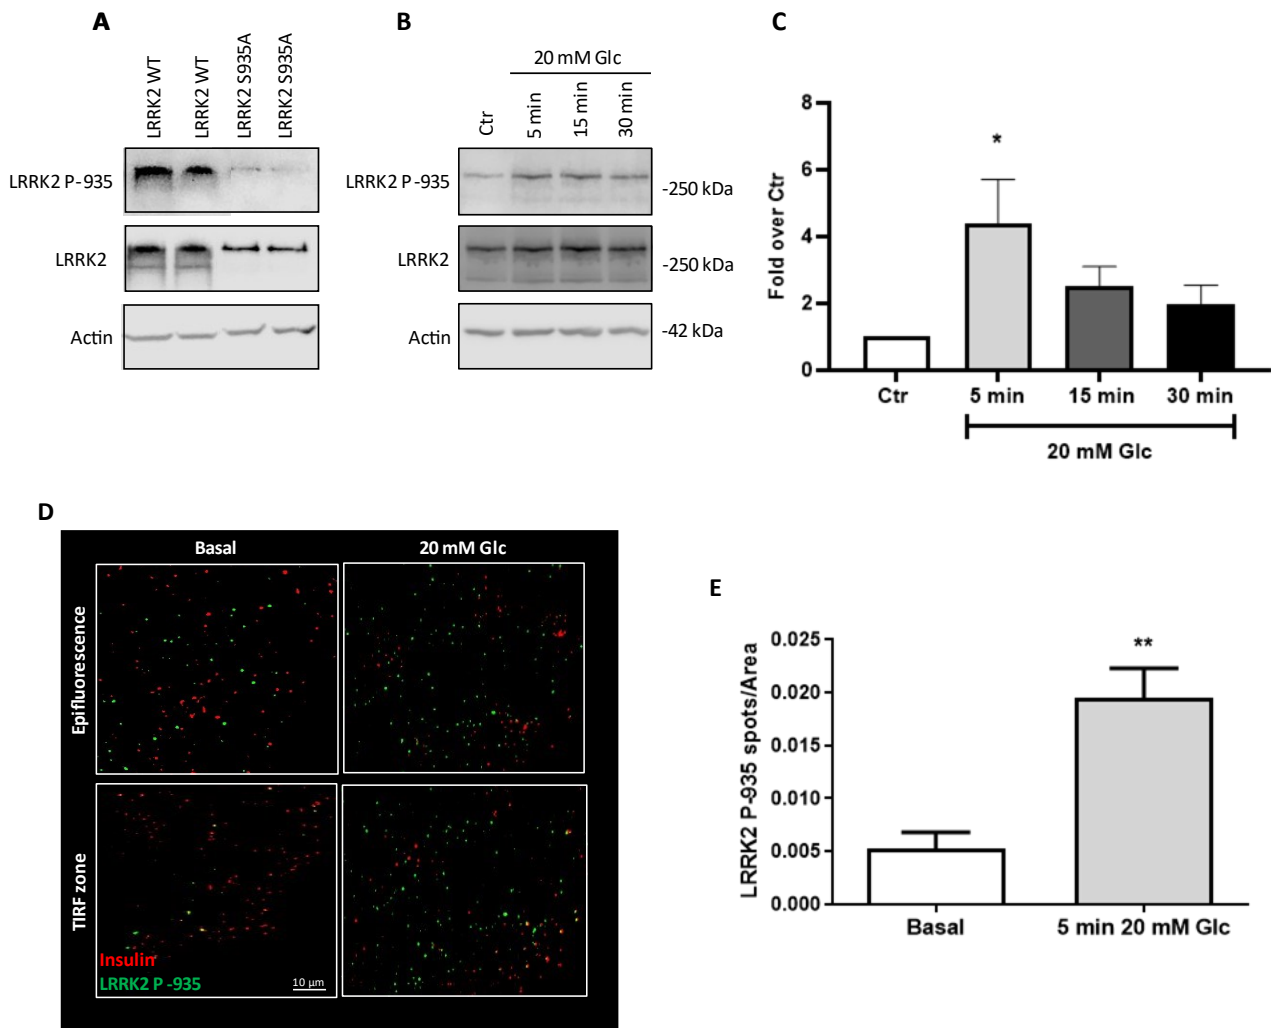 A
LRRK2 WT
LRRK2 WT
LRRK2 S935A
LRRK2 S935A
LRRK2 P-935
LRRK2
Actin
B
20 mM Glc
Ctr
5 min
15 min
30 min
LRRK2 P-935
-250 kDa
LRRK2
-250 kDa
Actin
-42 kDa
C
Fold over Ctr
8
6
4
2
0
*
Ctr
5 min
15 min
30 min
20 mM Glc
D
Basal
20 mM Glc
Epifluorescence
TIRF zone
Insulin
LRRK2 P -935
10 µm
E
LRRK2 P-935 spots/Area
0.025
0.020
0.015
0.010
0.005
0.000
**
Basal
5 min 20 mM Glc